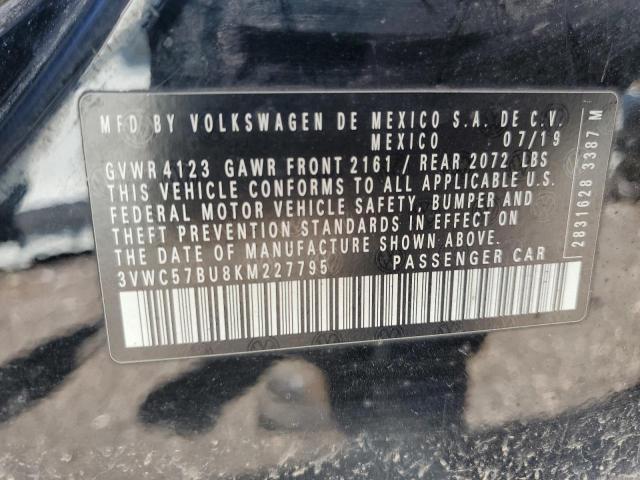 MFD BY VOLKSWAGEN DE MEXICO S.A. DE C.V.
MEXICO 07/19
GVWR 4123 GAWR FRONT 2161 / REAR 2072 LBS
THIS VEHICLE CONFORMS TO ALL APPLICABLE U.S.
FEDERAL MOTOR VEHICLE SAFETY, BUMPER AND
THEFT PREVENTION STANDARDS IN EFFECT ON
THE DATE OF MANUFACTURE SHOWN ABOVE.
3VWC57BU8KM227795 PASSENGER CAR
2831628 3387 M